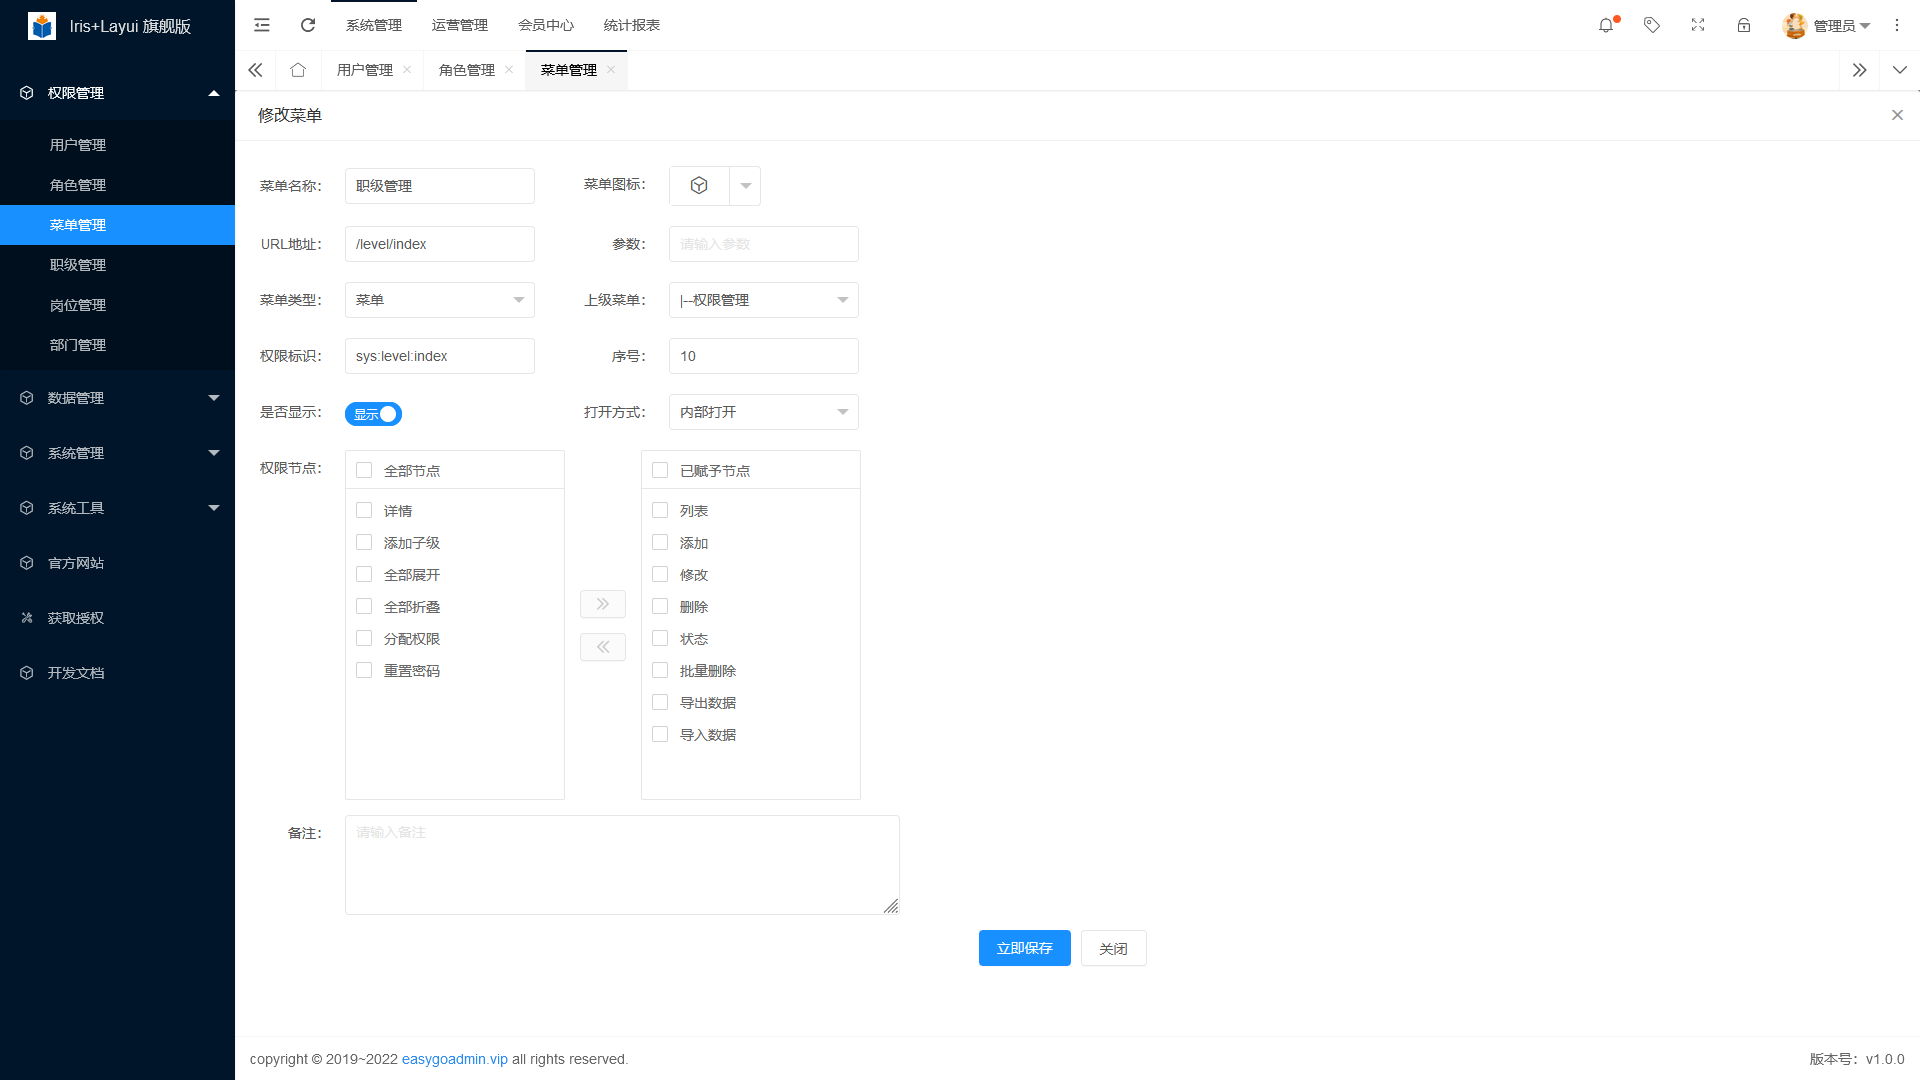 Iris+Layui 旗舰版
系统管理 运营管理 会员中心 统计报表 管理员
用户管理 角色管理 菜单管理
权限管理
用户管理
角色管理
菜单管理
职级管理
岗位管理
部门管理
数据管理
系统管理
系统工具
官方网站
获取授权
开发文档
修改菜单
菜单名称： 职级管理 菜单图标：
URL地址： /level/index 参数： 请输入参数
菜单类型： 菜单 上级菜单： |--权限管理
权限标识： sys:level:index 序号： 10
是否显示： 显示 打开方式： 内部打开
权限节点： 全部节点 已赋予节点
详情 列表
添加子级 添加
全部展开 修改
全部折叠 删除
分配权限 状态
重置密码 批量删除
导出数据
导入数据
备注： 请输入备注
立即保存 关闭
copyright © 2019~2022 easygoadmin.vip all rights reserved. 版本号：v1.0.0